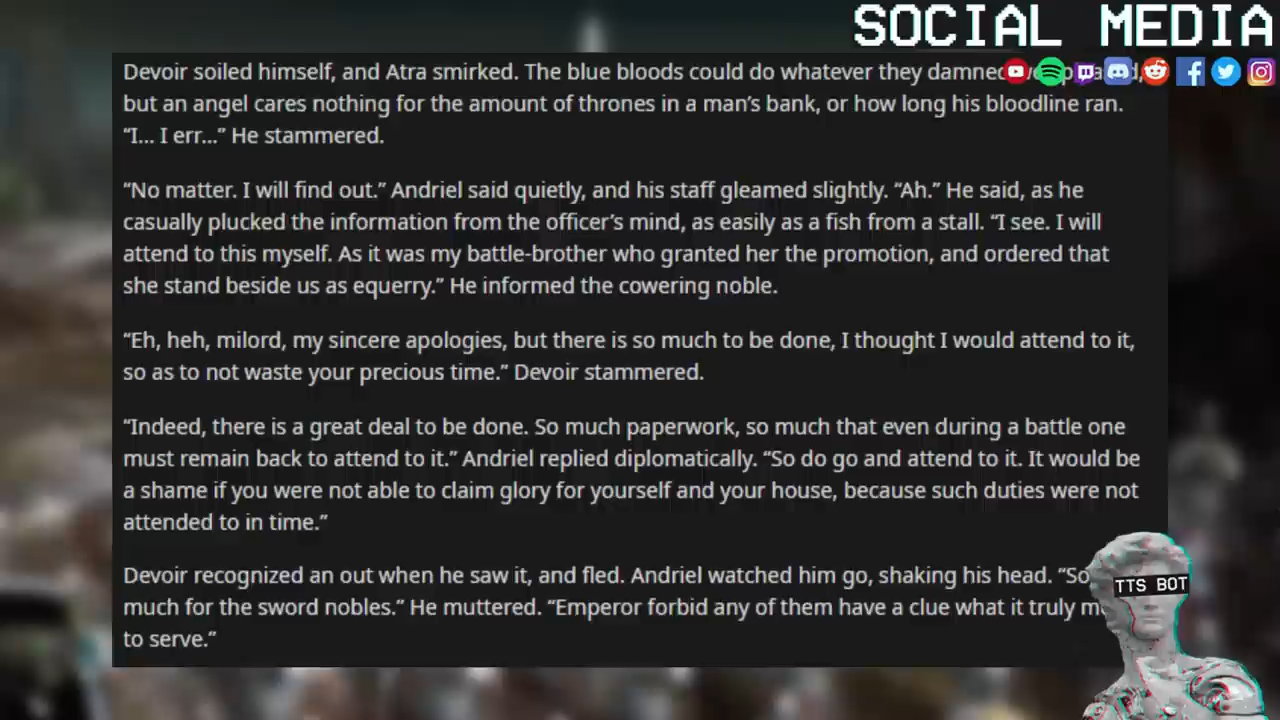 SOCIAL MEDIA
Devoir soiled himself, and Atra smirked. The blue bloods could do whatever they damned
but an angel cares nothing for the amount of thrones in a man’s bank, or how long his bloodline ran.
“I... I err...” He stammered.
“No matter. I will find out.” Andriel said quietly, and his staff gleamed slightly. “Ah.” He said, as he
casually plucked the information from the officer’s mind, as easily as a fish from a stall. “I see. I will
attend to this myself. As it was my battle-brother who granted her the promotion, and ordered that
she stand beside us as equerry.” He informed the cowering noble.
“Eh, heh, milord, my sincere apologies, but there is so much to be done, I thought I would attend to it,
so as to not waste your precious time.” Devoir stammered.
“Indeed, there is a great deal to be done. So much paperwork, so much that even during a battle one
must remain back to attend to it.” Andriel replied diplomatically. “So do go and attend to it. It would be
a shame if you were not able to claim glory for yourself and your house, because such duties were not
attended to in time.”
Devoir recognized an out when he saw it, and fled. Andriel watched him go, shaking his head. “So
much for the sword nobles.” He muttered. “Emperor forbid any of them have a clue what it truly
to serve.”
TTS BOT